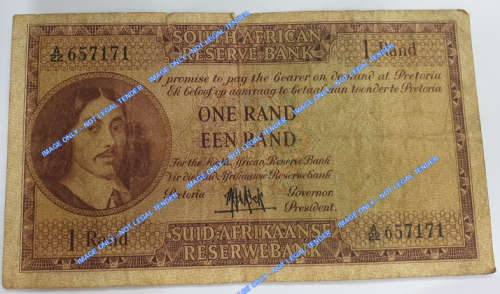 SOUTH AFRICAN
RESERVE BANK
A/22 657171
1 Rand
promise to pay the Bearer on demand at Pretoria
Ek beloof op aanvraag te betaal aan toonder te Pretoria
ONE RAND
EEN RAND
For the South African Reserve Bank
Vir die Suid-Afrikaanse Reserwebank
Pretoria
Governor.
President.
1 Rand
SUID-AFRIKAANSE
RESERWEBANK
A/22 657171
IMAGE ONLY - NOT LEGAL TENDER